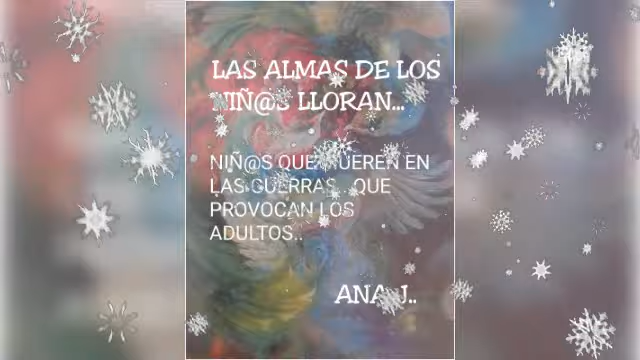 LAS ALMAS DE LOS
NIÑ@S LLORAN...
NIÑ@S QUE MUEREN EN
LAS GUERRAS...QUE
PROVOCAN LOS
ADULTOS..
ANA J..